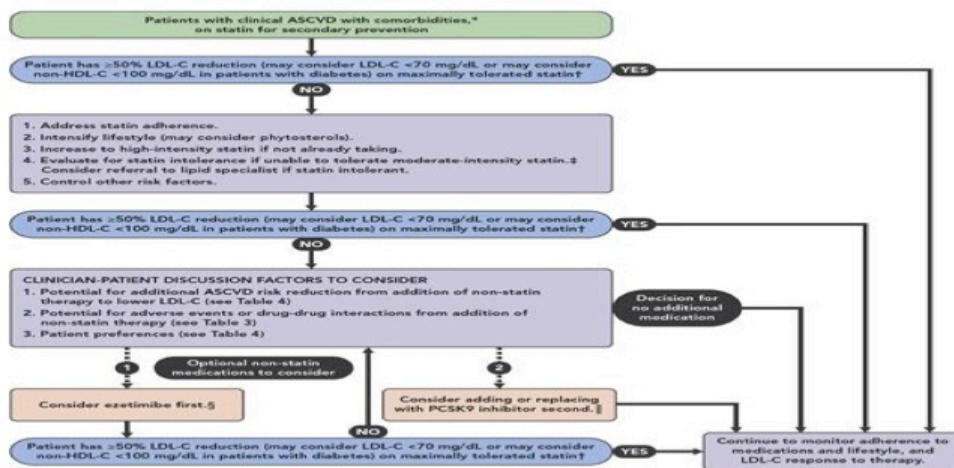 Patients with clinical ASCVD with comorbidities,*
on statin for secondary prevention
Patient has ≥50% LDL-C reduction (may consider LDL-C <70 mg/dL or may consider
non-HDL-C <100 mg/dL in patients with diabetes) on maximally tolerated statin†
YES
NO
1. Address statin adherence.
2. Intensify lifestyle (may consider phytosterols).
3. Increase to high-intensity statin if not already taking.
4. Evaluate for statin intolerance if unable to tolerate moderate-intensity statin.‡
Consider referral to lipid specialist if statin intolerant.
5. Control other risk factors.
Patient has ≥50% LDL-C reduction (may consider LDL-C <70 mg/dL or may consider
non-HDL-C <100 mg/dL in patients with diabetes) on maximally tolerated statin†
YES
NO
CLINICIAN-PATIENT DISCUSSION FACTORS TO CONSIDER
1. Potential for additional ASCVD risk reduction from addition of non-statin
therapy to lower LDL-C (see Table 4)
2. Potential for adverse events or drug-drug interactions from addition of
non-statin therapy (see Table 3)
3. Patient preferences (see Table 4)
Decision for
no additional
medication
1
Optional non-statin
medications to consider
2
Consider ezetimibe first.§
Consider adding or replacing
with PCSK9 inhibitor second.||
NO
Patient has ≥50% LDL-C reduction (may consider LDL-C <70 mg/dL or may consider
non-HDL-C <100 mg/dL in patients with diabetes) on maximally tolerated statin†
YES
Continue to monitor adherence to
medications and lifestyle, and
LDL-C response to therapy.